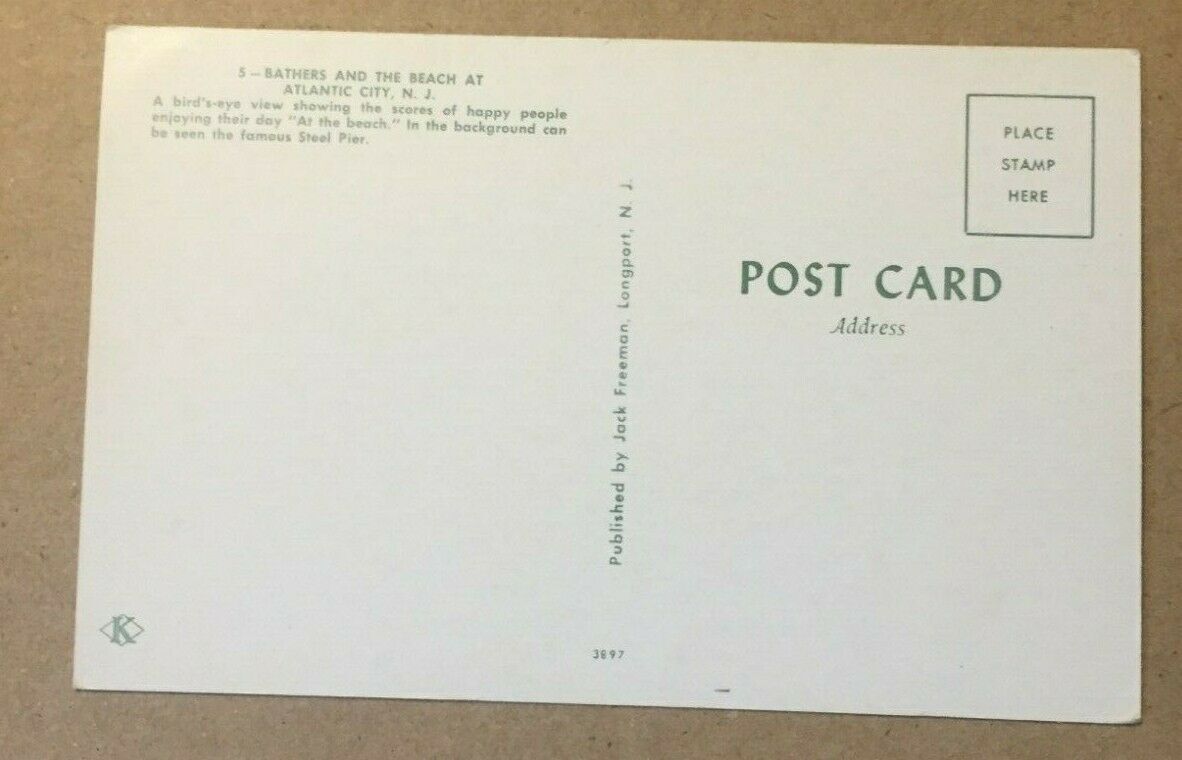 5 — BATHERS AND THE BEACH AT
ATLANTIC CITY, N. J.
A bird's-eye view showing the scores of happy people
enjoying their day "At the beach." In the background can
be seen the famous Steel Pier.
Published by Jack Freeman, Longport, N. J.
PLACE
STAMP
HERE
POST CARD
Address
K
3897